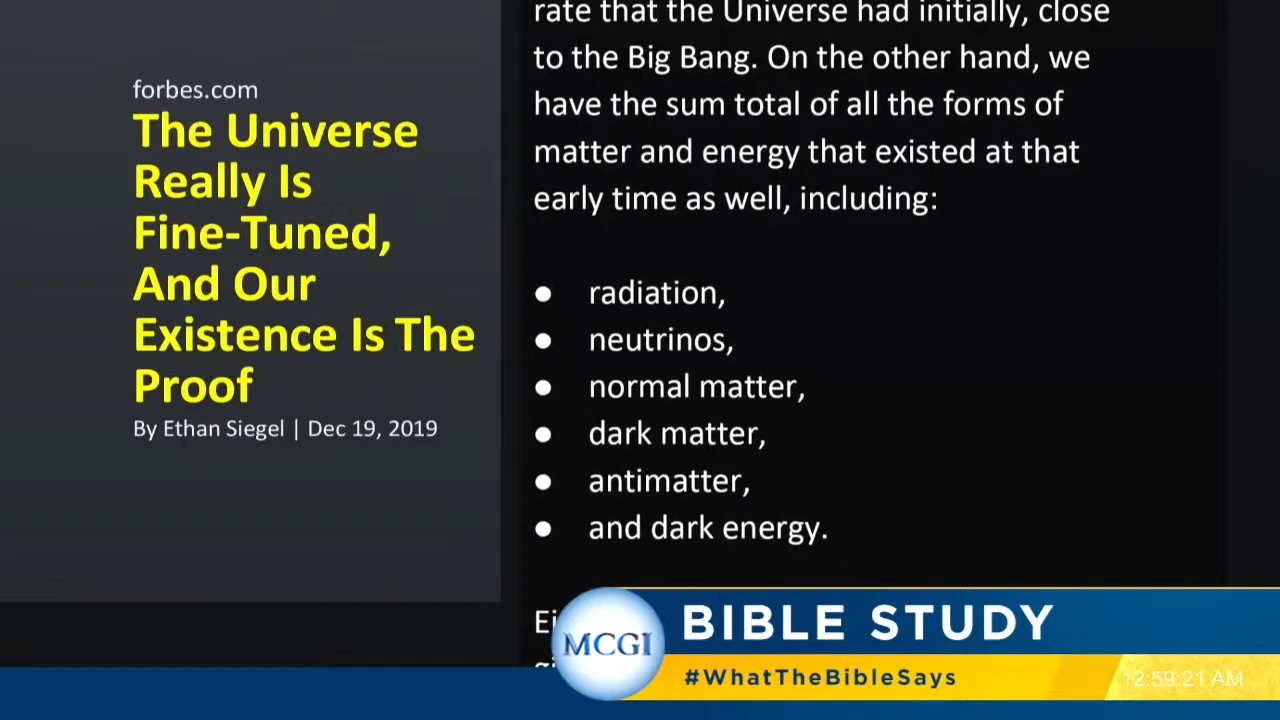 forbes.com
The Universe
Really Is
Fine-Tuned,
And Our
Existence Is The
Proof
By Ethan Siegel | Dec 19, 2019
rate that the Universe had initially, close
to the Big Bang. On the other hand, we
have the sum total of all the forms of
matter and energy that existed at that
early time as well, including:
● radiation,
● neutrinos,
● normal matter,
● dark matter,
● antimatter,
● and dark energy.
MCGI
BIBLE STUDY
#WhatTheBibleSays
12:59:21 AM